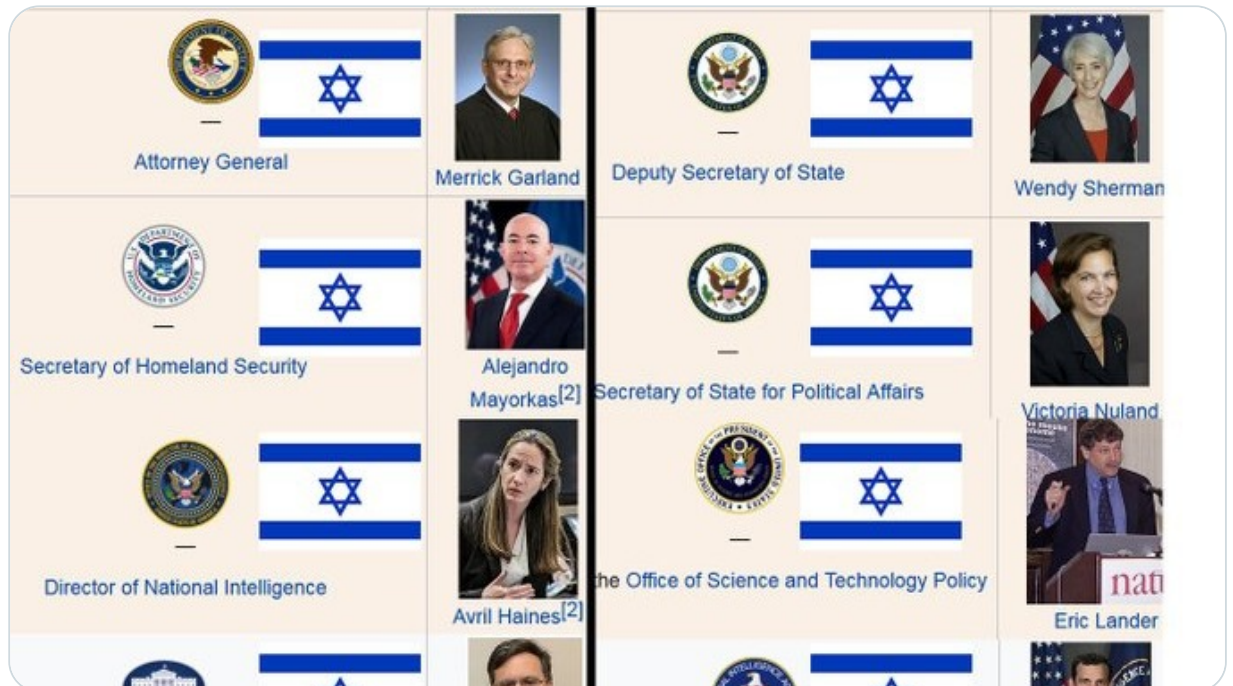 Attorney General
Merrick Garland
Secretary of Homeland Security
Alejandro
Mayorkas[2]
Director of National Intelligence
Avril Haines[2]
Deputy Secretary of State
Wendy Sherman
Secretary of State for Political Affairs
Victoria Nuland
the Office of Science and Technology Policy
Eric Lander